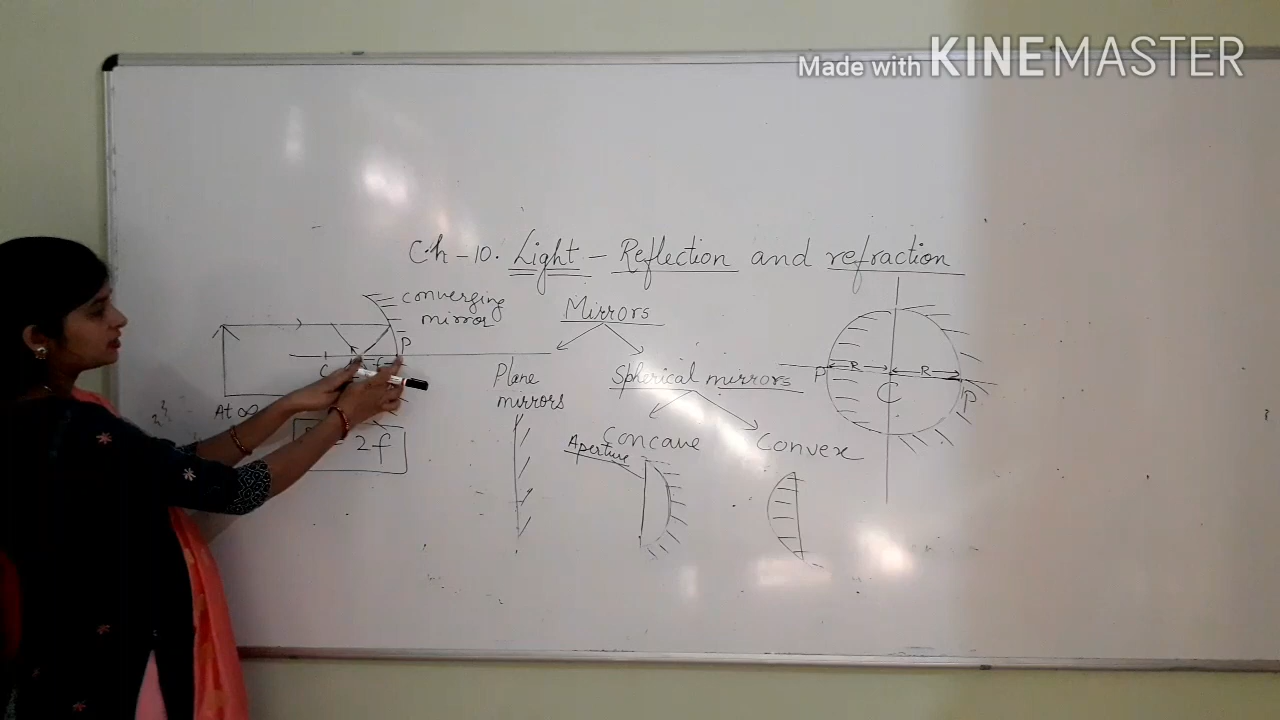 Made with KINEMASTER
Ch-10. Light - Reflection and refraction
converging
mirror
P
C
f
At ∞
= 2f
Mirrors
Plane
mirrors
Spherical mirrors
Concave
Convex
Aperture
P
R
R
C
P